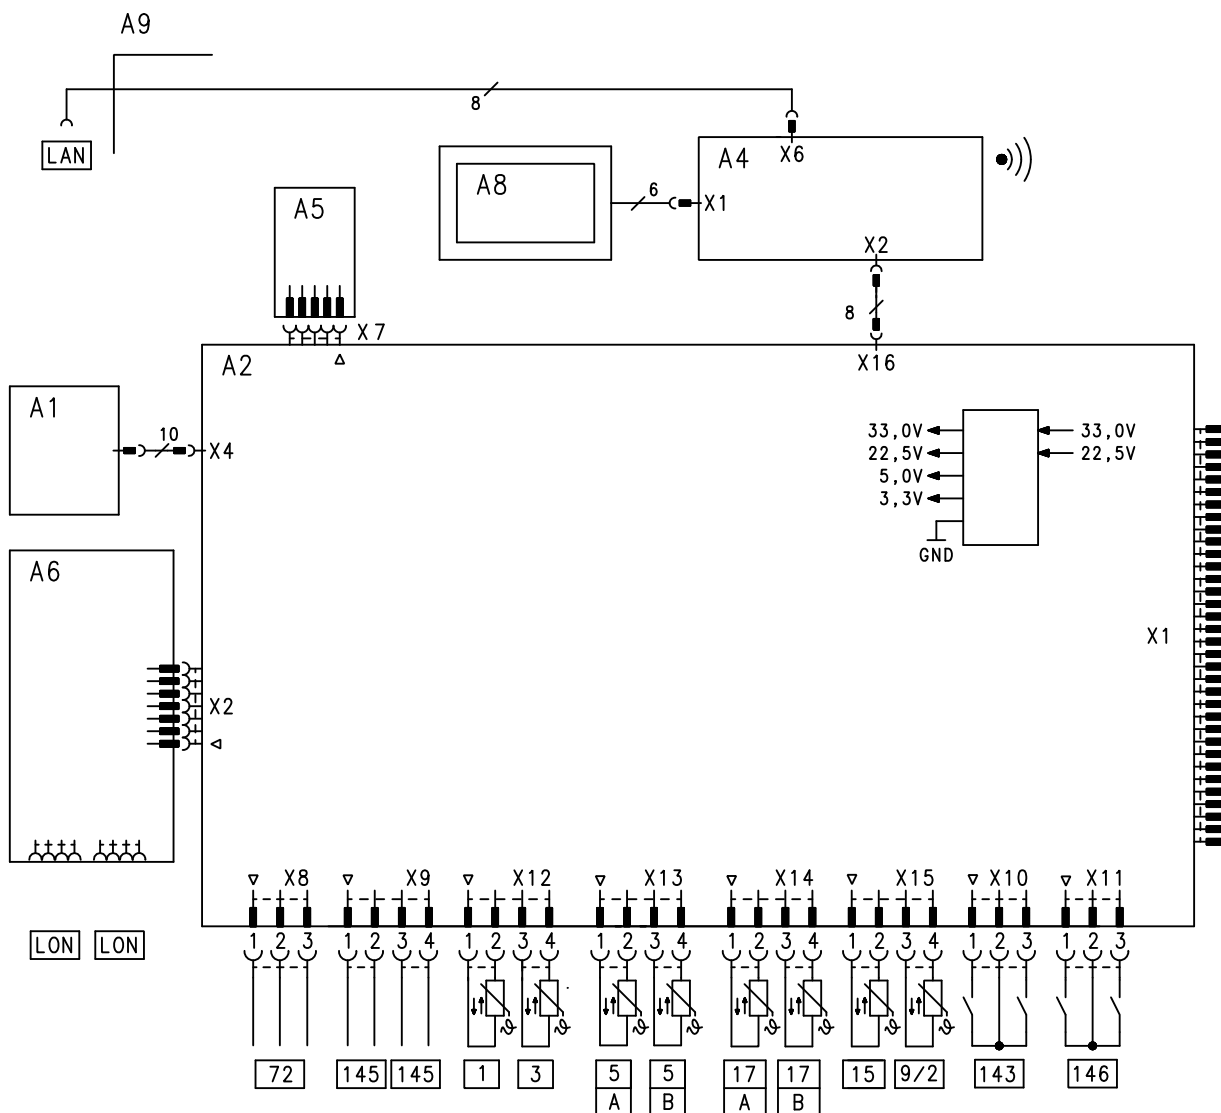 A9
8
LAN
A4 X6
A8
6
X1
A5
X2
8
X7
A2
X16
A1
10
X4
33,0V 33,0V
22,5V 22,5V
5,0V
3,3V
GND
A6
X1
X2
X8 X9 X12 X13 X14 X15 X10 X11
LON LON
1 2 3 1 2 3 4 1 2 3 4 1 2 3 4 1 2 3 4 1 2 3 4 1 2 3 1 2 3
72 145 145 1 3 5 5 17 17 15 9/2 143 146
A B A B